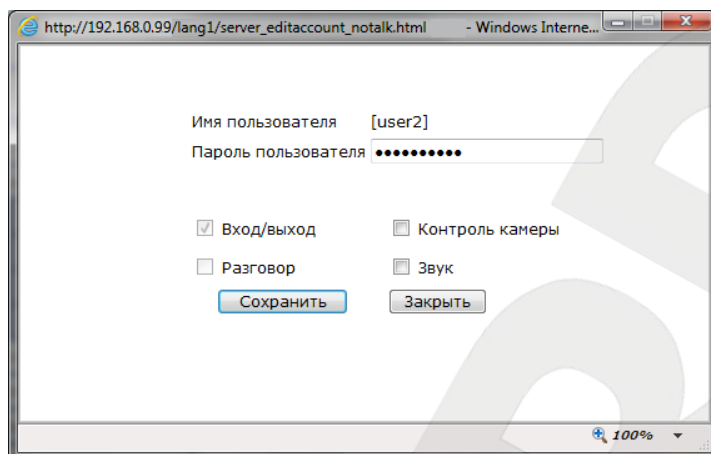 http://192.168.0.99/lang1/server_editaccount_notalk.html - Windows Interne...
Имя пользователя [user2]
Пароль пользователя ••••••••••
Вход/выход Контроль камеры
Разговор Звук
Сохранить Закрыть
100%